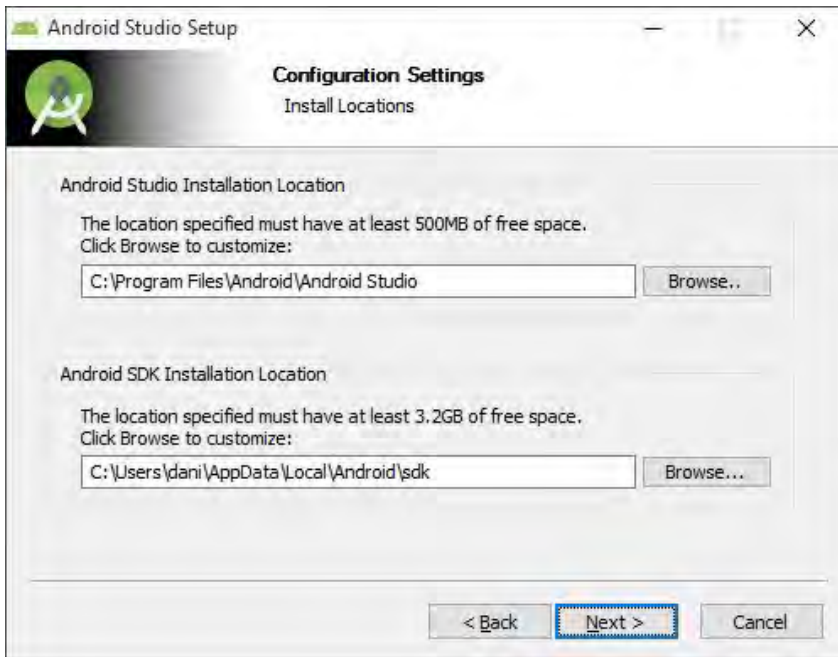 Android Studio Setup
Configuration Settings
Install Locations
Android Studio Installation Location
The location specified must have at least 500MB of free space.
Click Browse to customize:
C:\Program Files\Android\Android Studio
Browse..
Android SDK Installation Location
The location specified must have at least 3.2GB of free space.
Click Browse to customize:
C:\Users\dani\AppData\Local\Android\sdk
Browse...
< Back
Next >
Cancel